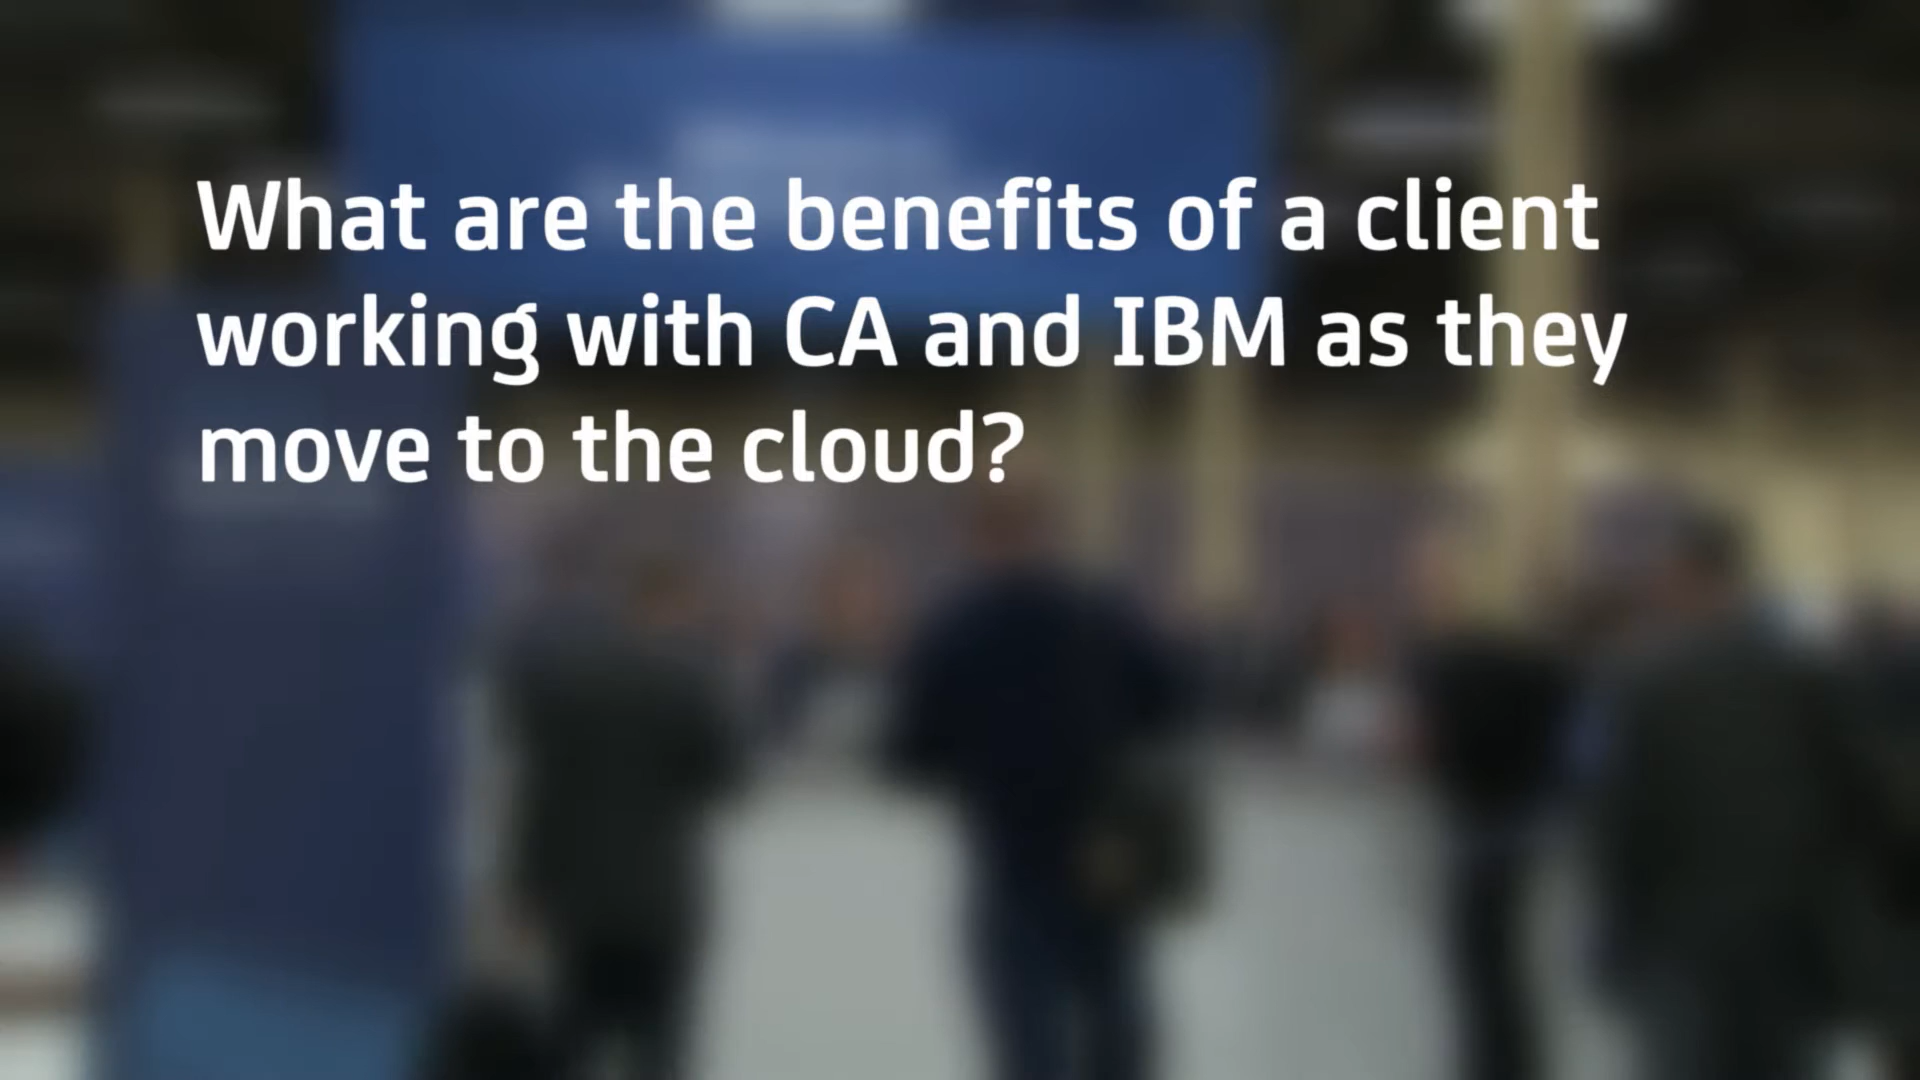 What are the benefits of a client
working with CA and IBM as they
move to the cloud?